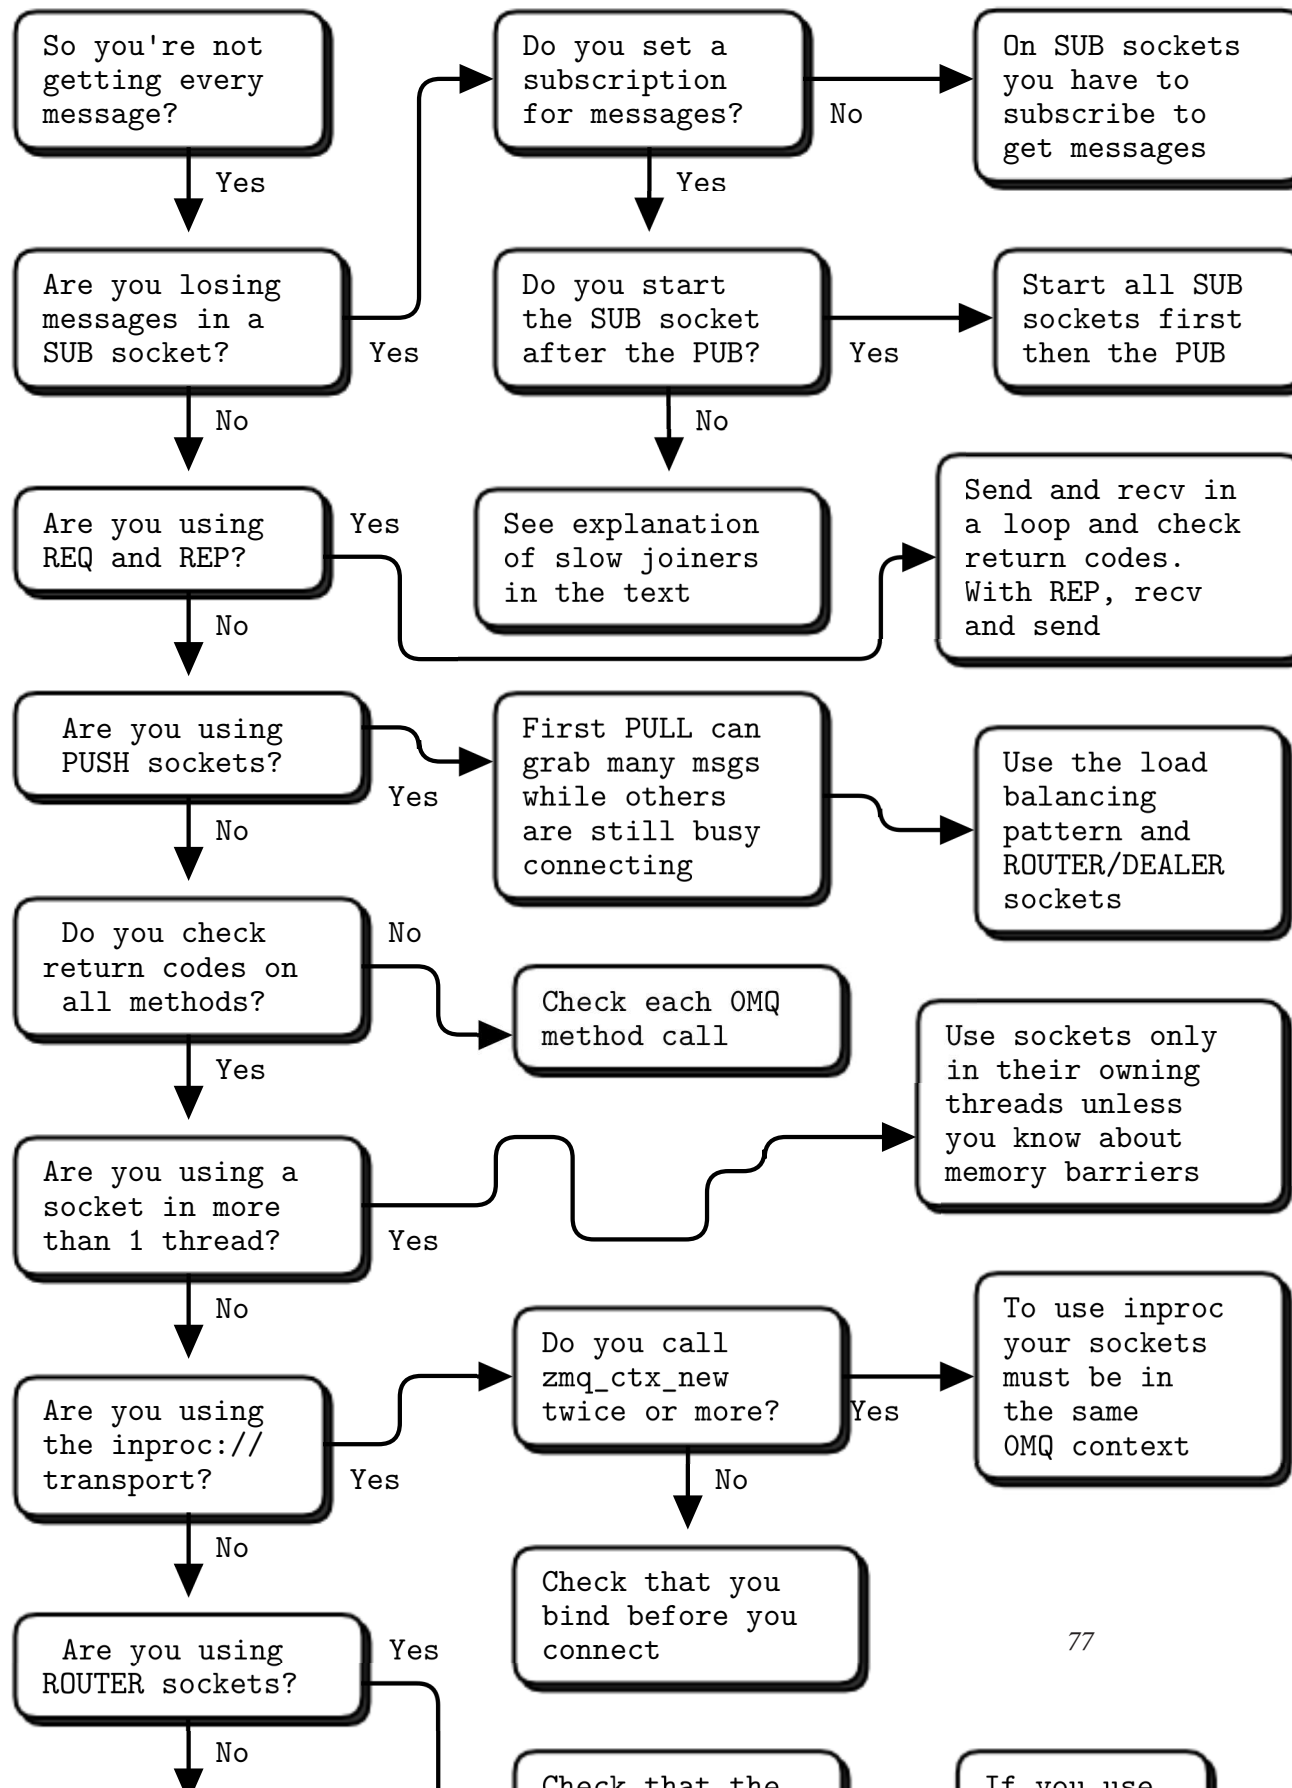 So you're not
getting every
message?
Do you set a
subscription
for messages?
On SUB sockets
you have to
subscribe to
get messages
No
Yes
Yes
Are you losing
messages in a
SUB socket?
Do you start
the SUB socket
after the PUB?
Start all SUB
sockets first
then the PUB
Yes
Yes
No
No
Are you using
REQ and REP?
Yes
See explanation
of slow joiners
in the text
Send and recv in
a loop and check
return codes.
With REP, recv
and send
No
Are you using
PUSH sockets?
Yes
First PULL can
grab many msgs
while others
are still busy
connecting
Use the load
balancing
pattern and
ROUTER/DEALER
sockets
No
Do you check
return codes on
all methods?
No
Check each 0MQ
method call
Use sockets only
in their owning
threads unless
you know about
memory barriers
Yes
Are you using a
socket in more
than 1 thread?
Yes
No
Do you call
zmq_ctx_new
twice or more?
Yes
To use inproc
your sockets
must be in
the same
0MQ context
Are you using
the inproc://
transport?
Yes
No
No
Check that you
bind before you
connect
77
Are you using
ROUTER sockets?
Yes
No
Check that the
If you use